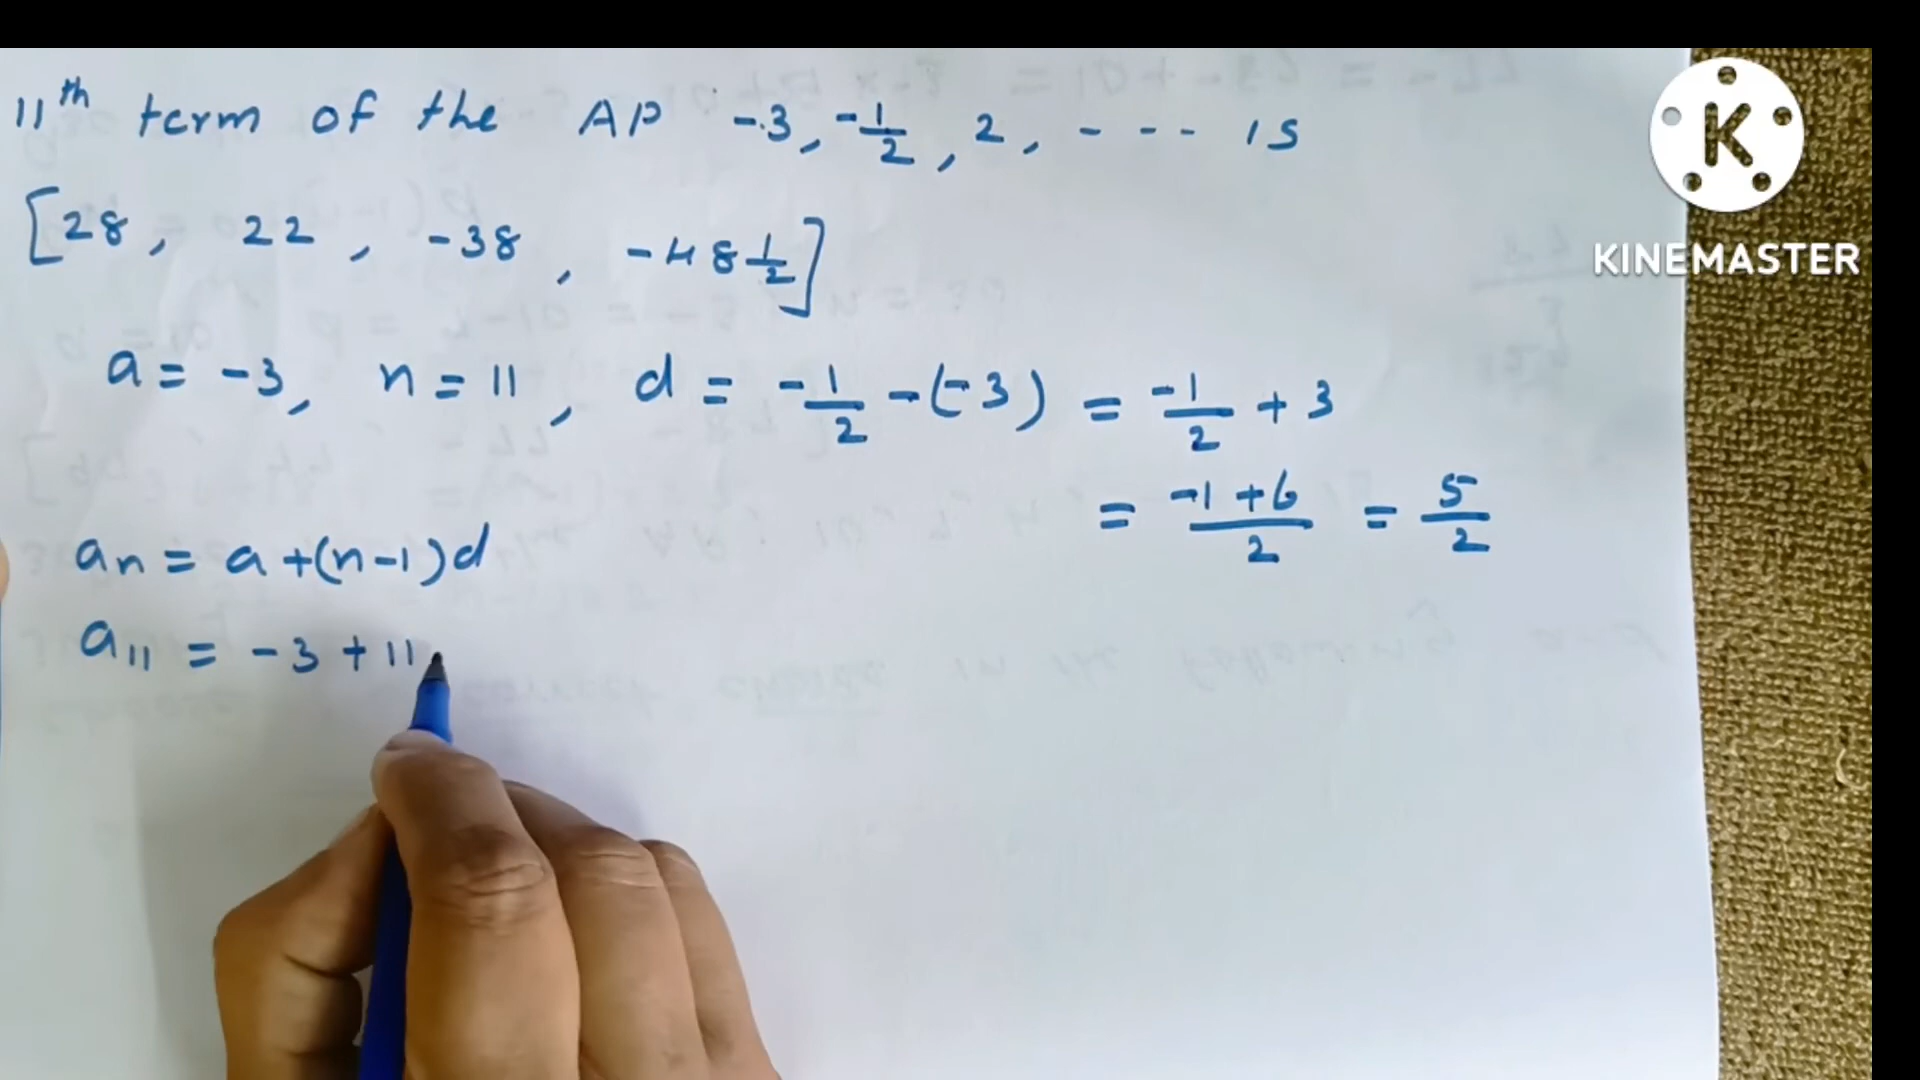 11th term of the AP -3, -1/2, 2, - - - is
[28, 22, -38, -48 1/2]
a = -3, n = 11, d = -1/2 - (-3) = -1/2 + 3
= -1+6/2 = 5/2
an = a+(n-1)d
a11 = -3 + 11
K
KINEMASTER